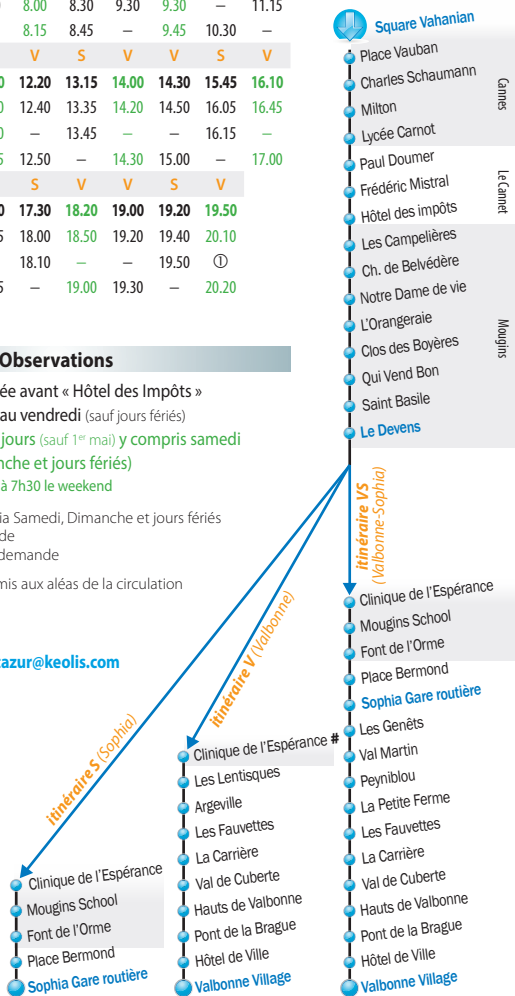 8.00 8.30 9.30 9.30 – 11.15
8.15 8.45 – 9.45 10.30 –
V S V V S V
12.20 13.15 14.00 14.30 15.45 16.10
12.40 13.35 14.20 14.50 16.05 16.45
– 13.45 – – 16.15 –
12.50 – 14.30 15.00 – 17.00
S V V S V
17.30 18.20 19.00 19.20 19.50
18.00 18.50 19.20 19.40 20.10
18.10 – – 19.50 ①
– 19.00 19.30 – 20.20
Observations
avant « Hôtel des Impôts »
au vendredi (sauf jours fériés)
jours (sauf 1er mai) y compris samedi
et jours fériés)
à 7h30 le weekend
Samedi, Dimanche et jours fériés
de
demande
aux aléas de la circulation
azur@keolis.com
Square Vahanian
Place Vauban
Charles Schaumann
Milton
Lycée Carnot
Cannes
Paul Doumer
Frédéric Mistral
Hôtel des impôts
Le Cannet
Les Campelières
Ch. de Belvédère
Notre Dame de vie
L'Orangeraie
Clos des Boyères
Qui Vend Bon
Saint Basile
Le Devens
Mougins
itinéraire S (Sophia)
Clinique de l'Espérance
Mougins School
Font de l'Orme
Place Bermond
Sophia Gare routière
itinéraire V (Valbonne)
Clinique de l'Espérance #
Les Lentisques
Argeville
Les Fauvettes
La Carrière
Val de Cuberte
Hauts de Valbonne
Pont de la Brague
Hôtel de Ville
Valbonne Village
itinéraire VS
(Valbonne-Sophia)
Clinique de l'Espérance
Mougins School
Font de l'Orme
Place Bermond
Sophia Gare routière
Les Genêts
Val Martin
Peyniblou
La Petite Ferme
Les Fauvettes
La Carrière
Val de Cuberte
Hauts de Valbonne
Pont de la Brague
Hôtel de Ville
Valbonne Village